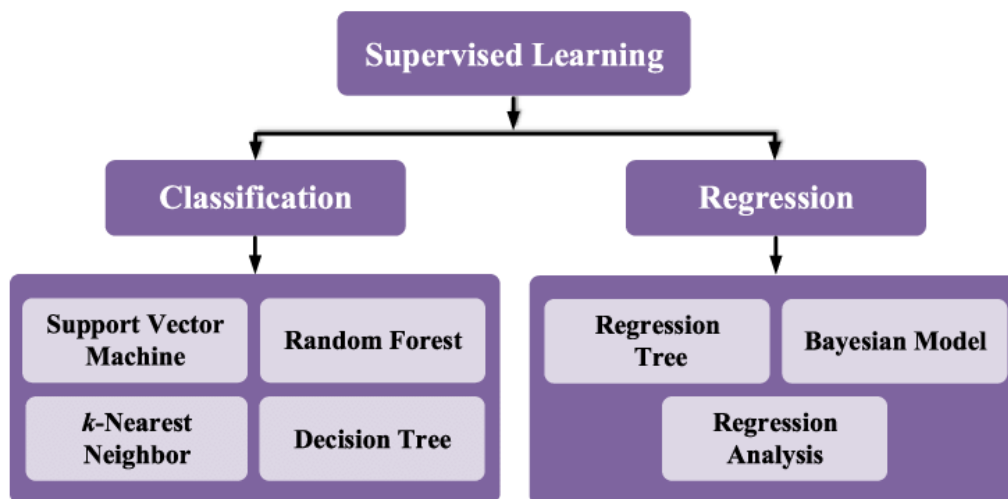 Supervised Learning
Classification
Regression
Support Vector
Machine
Random Forest
k-Nearest
Neighbor
Decision Tree
Regression
Tree
Bayesian Model
Regression
Analysis